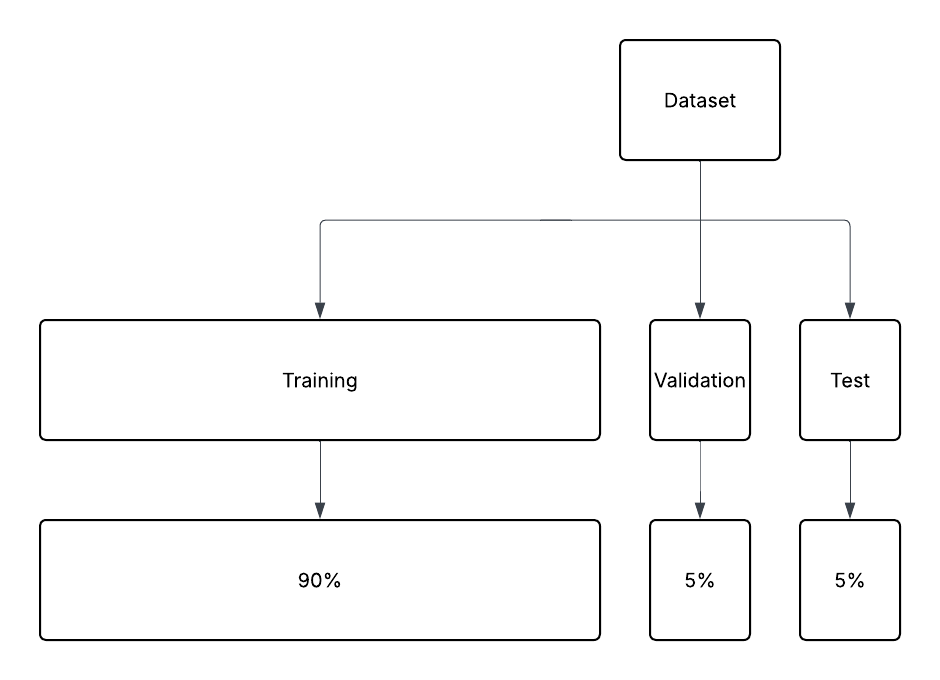 Dataset
Training
Validation
Test
90%
5%
5%